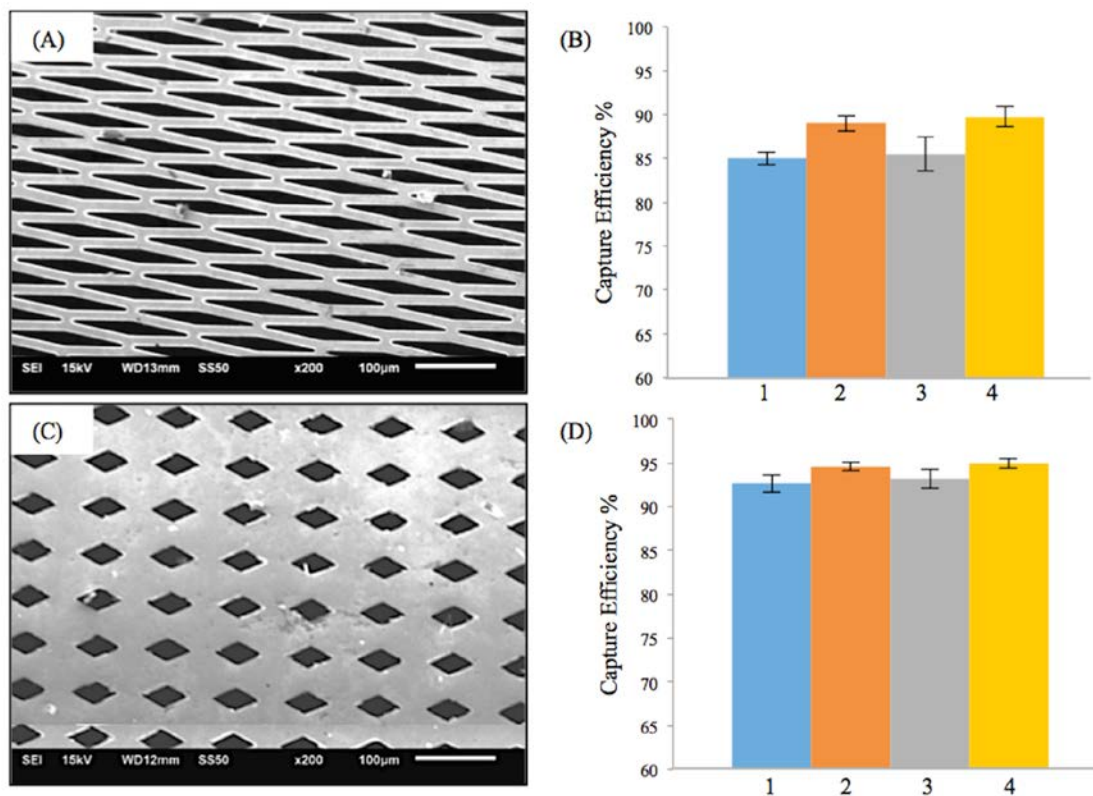 (A)
SEI 15kV WD13mm SS50 x200 100μm
(B)
Capture Efficiency %
100
95
90
85
80
75
70
65
60
1 2 3 4
(C)
SEI 15kV WD12mm SS50 x200 100μm
(D)
Capture Efficiency %
100
95
90
85
80
75
70
65
60
1 2 3 4